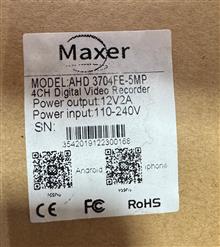 Maxer
MODEL:AHD 3704FE-5MP
4CH Digital Video Recorder
Power output:12V2A
Power input:110-240V
SN:
3542019122300168
Android
iphone
CE FC RoHS